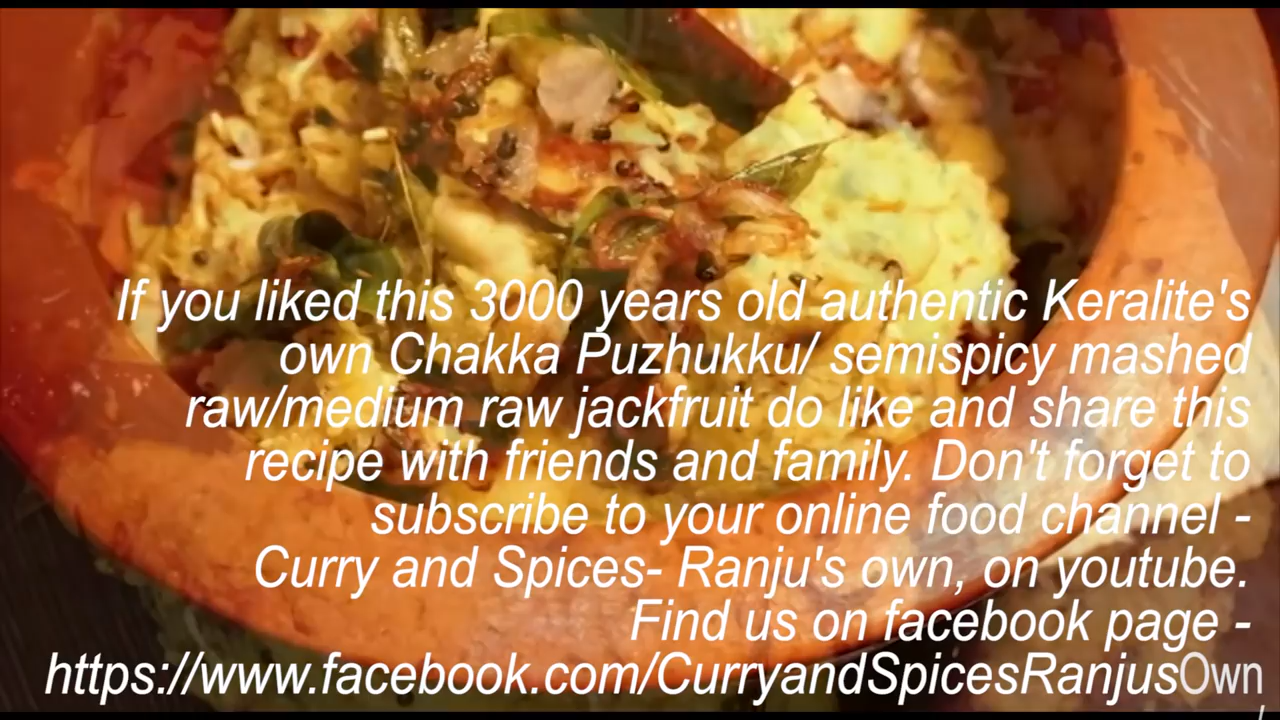 If you liked this 3000 years old authentic Keralite's
own Chakka Puzhukku/ semispicy mashed
raw/medium raw jackfruit do like and share this
recipe with friends and family. Don't forget to
subscribe to your online food channel -
Curry and Spices- Ranju's own, on youtube.
Find us on facebook page -
https://www.facebook.com/CurryandSpicesRanjusOwn
/